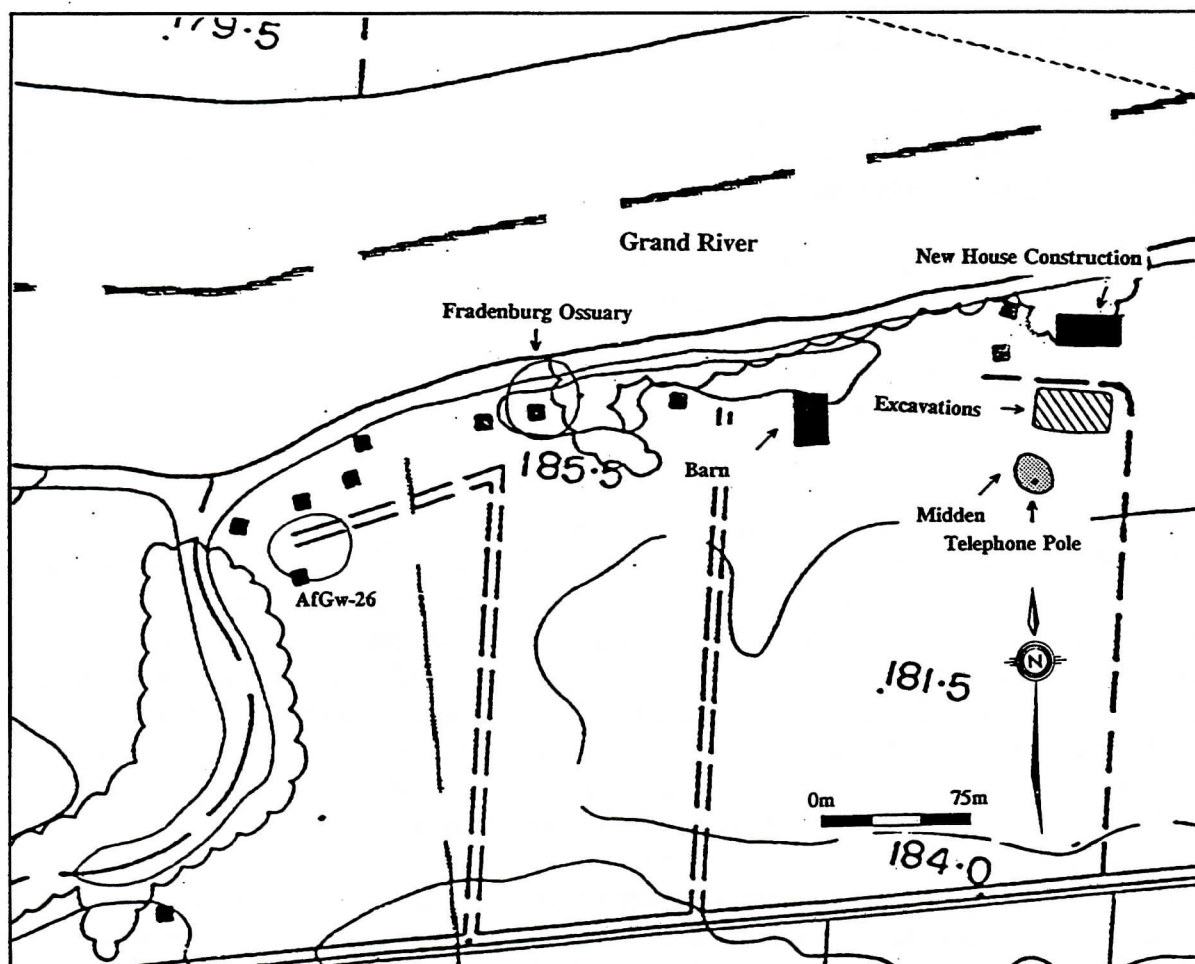 .179.5
Grand River
New House Construction
Fradenburg Ossuary
Excavations
185.5
Barn
Midden
Telephone Pole
AfGw-26
N
.181.5
0m 75m
184.0